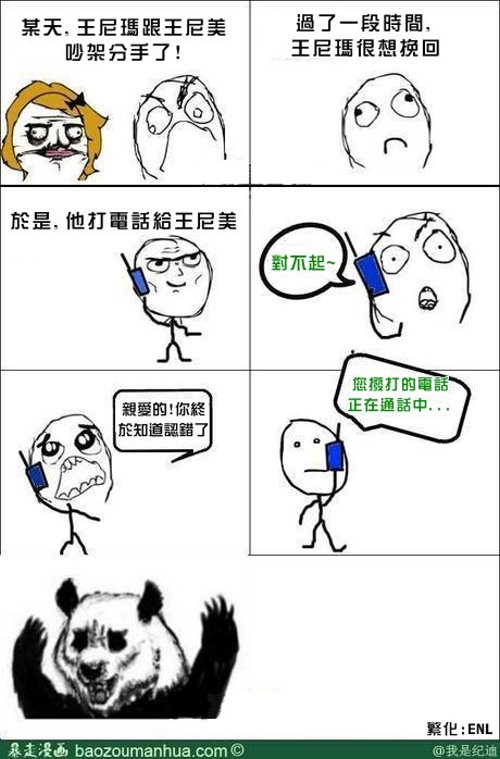 某天,王尼瑪跟王尼美
吵架分手了!
過了一段時間,
王尼瑪很想挽回
於是,他打電話給王尼美
對不起~
親愛的!你終
於知道認錯了
您撥打的電話
正在通話中...
繁化:ENL
暴走漫画 baozoumanhua.com ©
@我是纪迪